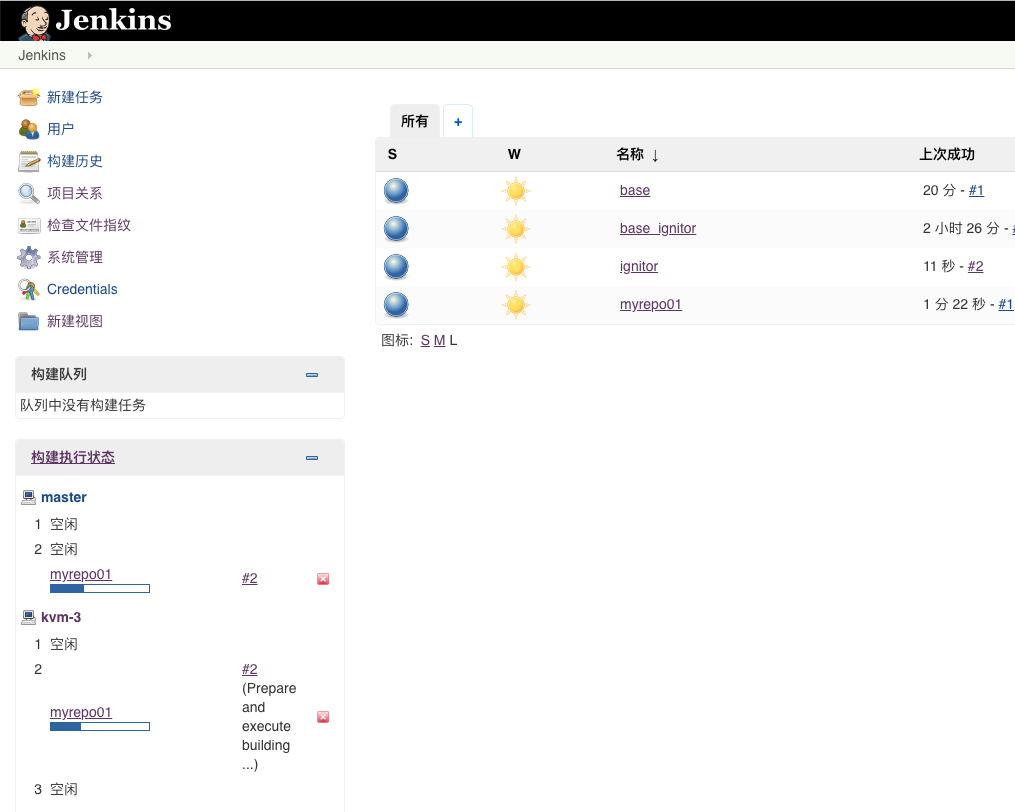 Jenkins
Jenkins
新建任务
用户
构建历史
项目关系
检查文件指纹
系统管理
Credentials
新建视图
构建队列
队列中没有构建任务
构建执行状态
master
1 空闲
2 空闲
myrepo01 #2
kvm-3
1 空闲
2 #2
(Prepare
and
myrepo01 execute
building
...)
3 空闲
所有 +
S W 名称 ↓ 上次成功
base 20 分 - #1
base_ignitor 2 小时 26 分 -
ignitor 11 秒 - #2
myrepo01 1 分 22 秒 - #1
图标: S M L